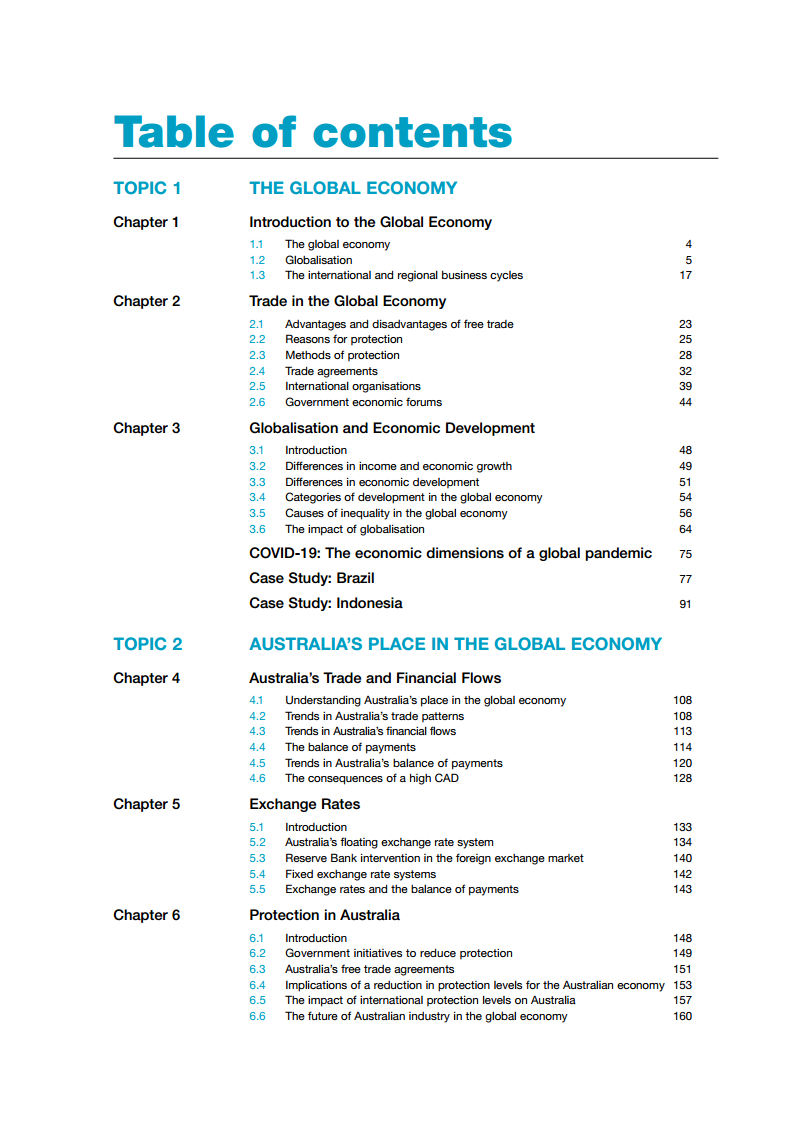 Table of contents
TOPIC 1 THE GLOBAL ECONOMY
Chapter 1 Introduction to the Global Economy
1.1 The global economy 4
1.2 Globalisation 5
1.3 The international and regional business cycles 17
Chapter 2 Trade in the Global Economy
2.1 Advantages and disadvantages of free trade 23
2.2 Reasons for protection 25
2.3 Methods of protection 28
2.4 Trade agreements 32
2.5 International organisations 39
2.6 Government economic forums 44
Chapter 3 Globalisation and Economic Development
3.1 Introduction 48
3.2 Differences in income and economic growth 49
3.3 Differences in economic development 51
3.4 Categories of development in the global economy 54
3.5 Causes of inequality in the global economy 56
3.6 The impact of globalisation 64
COVID-19: The economic dimensions of a global pandemic 75
Case Study: Brazil 77
Case Study: Indonesia 91
TOPIC 2 AUSTRALIA'S PLACE IN THE GLOBAL ECONOMY
Chapter 4 Australia's Trade and Financial Flows
4.1 Understanding Australia's place in the global economy 108
4.2 Trends in Australia's trade patterns 108
4.3 Trends in Australia's financial flows 113
4.4 The balance of payments 114
4.5 Trends in Australia's balance of payments 120
4.6 The consequences of a high CAD 128
Chapter 5 Exchange Rates
5.1 Introduction 133
5.2 Australia's floating exchange rate system 134
5.3 Reserve Bank intervention in the foreign exchange market 140
5.4 Fixed exchange rate systems 142
5.5 Exchange rates and the balance of payments 143
Chapter 6 Protection in Australia
6.1 Introduction 148
6.2 Government initiatives to reduce protection 149
6.3 Australia's free trade agreements 151
6.4 Implications of a reduction in protection levels for the Australian economy 153
6.5 The impact of international protection levels on Australia 157
6.6 The future of Australian industry in the global economy 160